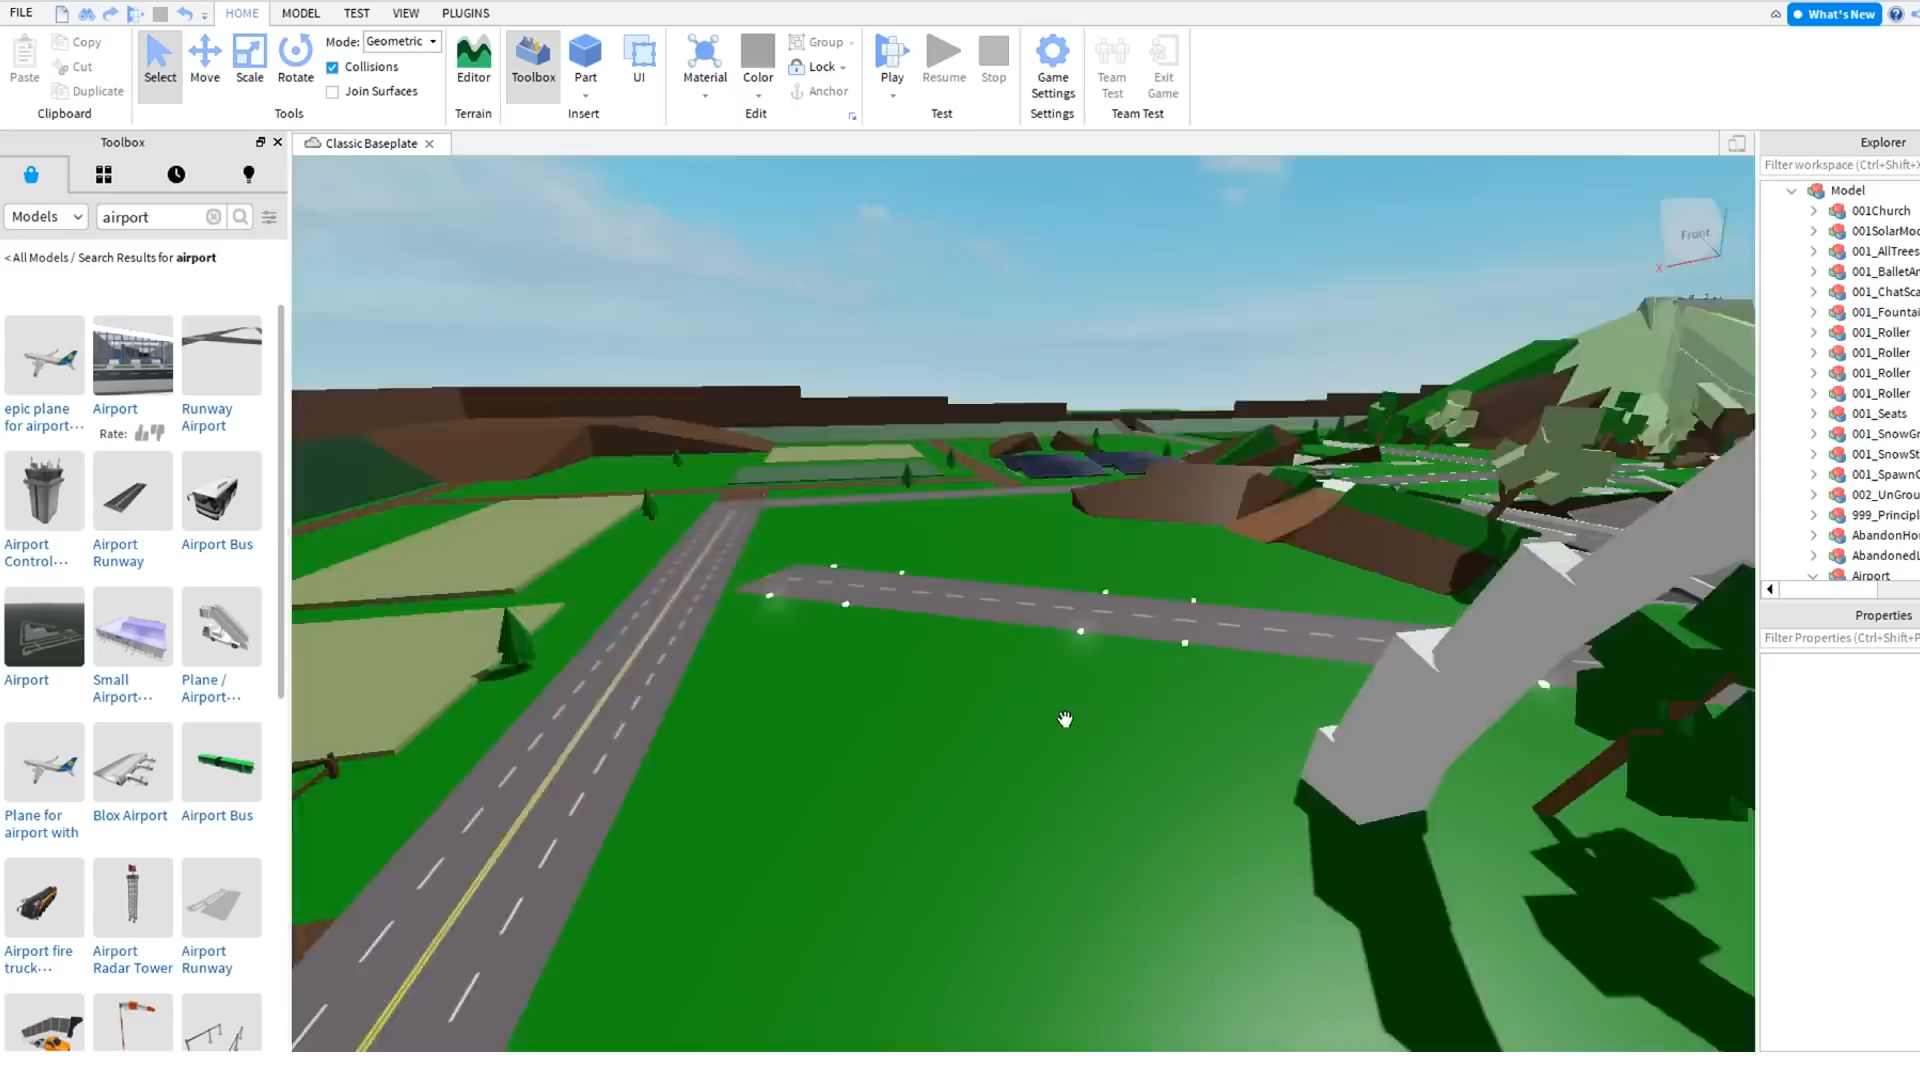 FILE
HOME
MODEL
TEST
VIEW
PLUGINS
What's New
Paste
Copy
Cut
Duplicate
Clipboard
Select
Move
Scale
Rotate
Mode: Geometric
Collisions
Join Surfaces
Tools
Editor
Terrain
Toolbox
Part
UI
Insert
Material
Color
Group
Lock
Anchor
Edit
Play
Resume
Stop
Test
Game
Settings
Settings
Team
Test
Exit
Game
Team Test
Toolbox
Models
airport
< All Models / Search Results for airport
epic plane
for airport...
Airport
Rate:
Runway
Airport
Airport
Control...
Airport
Runway
Airport Bus
Airport
Small
Airport...
Plane /
Airport...
Plane for
airport with
Blox Airport
Airport Bus
Airport fire
truck...
Airport
Radar Tower
Airport
Runway
Classic Baseplate
Front
X
Explorer
Filter workspace (Ctrl+Shift+X
Model
001Church
001SolarMod
001_AllTrees
001_BalletAr
001_ChatSca
001_Fountai
001_Roller
001_Roller
001_Roller
001_Roller
001_Seats
001_SnowGr
001_SnowSt
001_SpawnC
002_UnGrou
999_Principl
AbandonHou
AbandonedL
Airport
Properties
Filter Properties (Ctrl+Shift+P